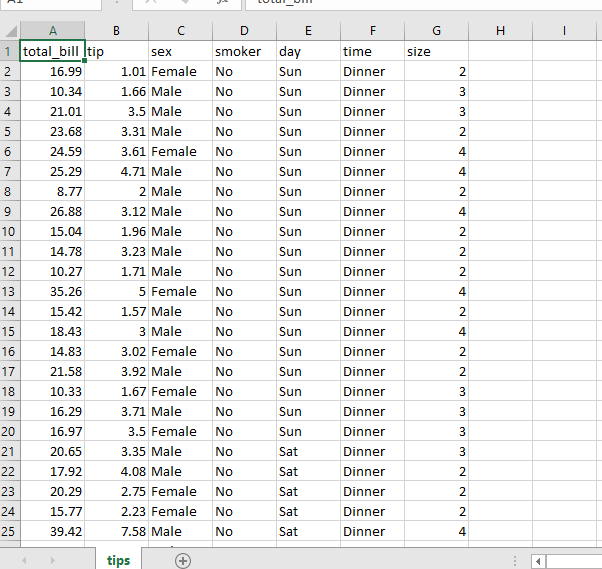 A B C D E F G H I
1 total_bill tip sex smoker day time size
2 16.99 1.01 Female No Sun Dinner 2
3 10.34 1.66 Male No Sun Dinner 3
4 21.01 3.5 Male No Sun Dinner 3
5 23.68 3.31 Male No Sun Dinner 2
6 24.59 3.61 Female No Sun Dinner 4
7 25.29 4.71 Male No Sun Dinner 4
8 8.77 2 Male No Sun Dinner 2
9 26.88 3.12 Male No Sun Dinner 4
10 15.04 1.96 Male No Sun Dinner 2
11 14.78 3.23 Male No Sun Dinner 2
12 10.27 1.71 Male No Sun Dinner 2
13 35.26 5 Female No Sun Dinner 4
14 15.42 1.57 Male No Sun Dinner 2
15 18.43 3 Male No Sun Dinner 4
16 14.83 3.02 Female No Sun Dinner 2
17 21.58 3.92 Male No Sun Dinner 2
18 10.33 1.67 Female No Sun Dinner 3
19 16.29 3.71 Male No Sun Dinner 3
20 16.97 3.5 Female No Sun Dinner 3
21 20.65 3.35 Male No Sat Dinner 3
22 17.92 4.08 Male No Sat Dinner 2
23 20.29 2.75 Female No Sat Dinner 2
24 15.77 2.23 Female No Sat Dinner 2
25 39.42 7.58 Male No Sat Dinner 4
tips